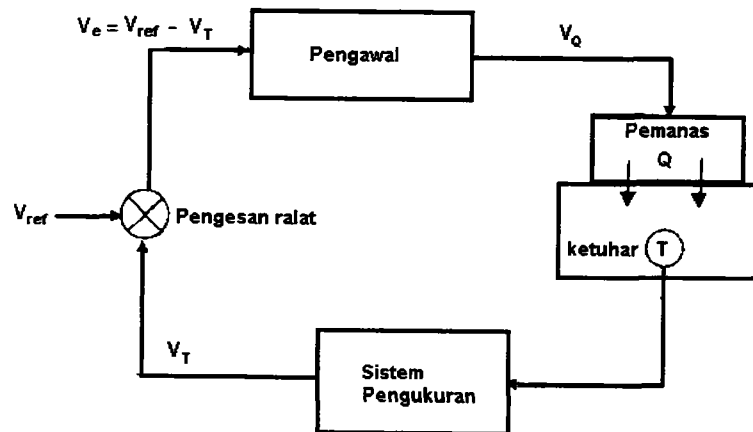 V_e = V_ref – V_T
Pengawal
V_Q
Pemanas
Q
V_ref
Pengesan ralat
ketuhar
T
V_T
Sistem
Pengukuran